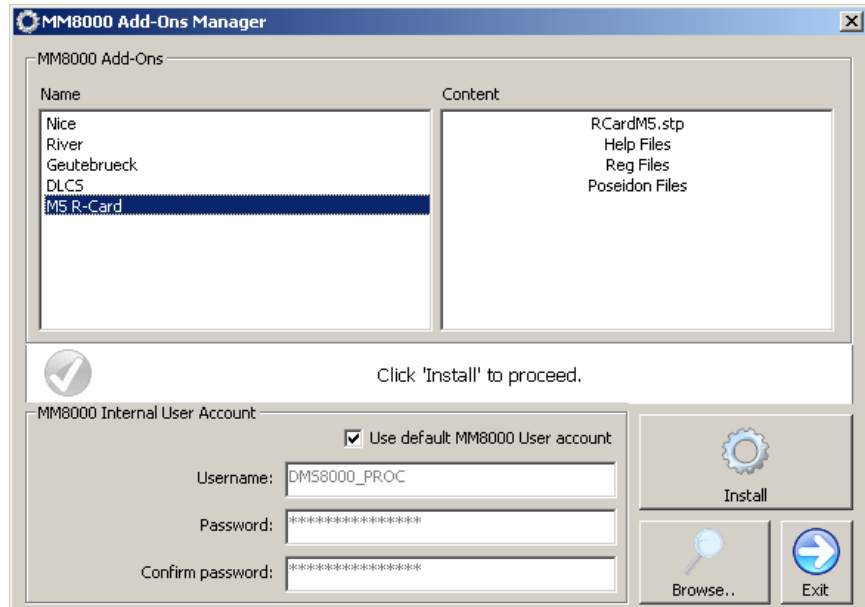 MM8000 Add-Ons Manager
MM8000 Add-Ons
Name
Content
Nice
River
Geutebrueck
DLCS
M5 R-Card
RCardM5.stp
Help Files
Reg Files
Poseidon Files
Click 'Install' to proceed.
MM8000 Internal User Account
Use default MM8000 User account
Username:
DMS8000_PROC
Password:
***************
Confirm password:
***************
Install
Browse..
Exit